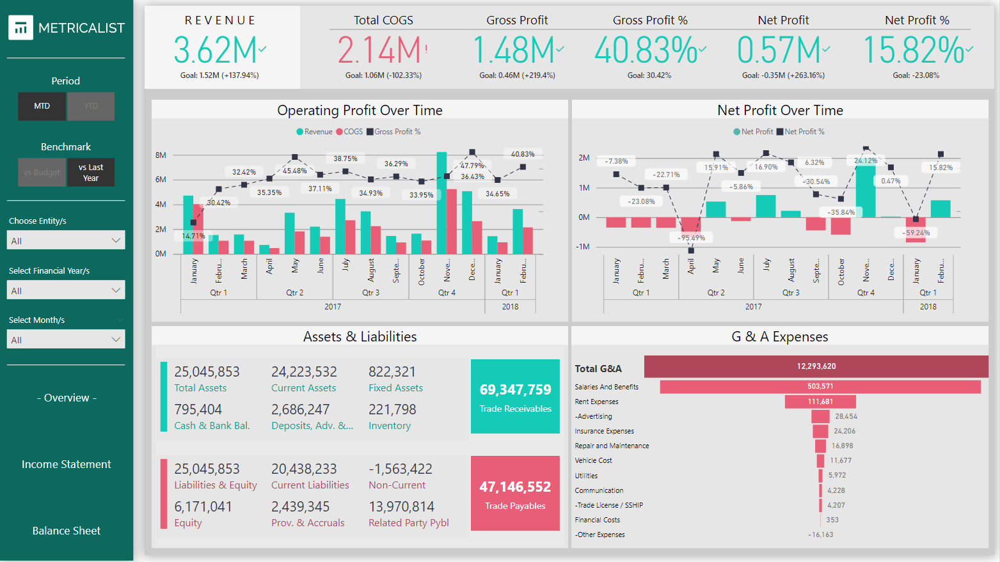 METRICALIST
Period
MTD
YTD
Benchmark
vs Budget
vs Last
Year
Choose Entity/s
All
Select Financial Year/s
All
Select Month/s
All
- Overview -
Income Statement
Balance Sheet
REVENUE
3.62M
Goal: 1.52M (+137.94%)
Total COGS
2.14M!
Goal: 1.06M (-102.33%)
Gross Profit
1.48M
Goal: 0.46M (+219.4%)
Gross Profit %
40.83%
Goal: 30.42%
Net Profit
0.57M
Goal: -0.35M (+263.16%)
Net Profit %
15.82%
Goal: -23.08%
Operating Profit Over Time
Revenue COGS Gross Profit %
8M
6M
4M
2M
0M
14.71%
30.42%
32.42%
35.35%
45.48%
37.11%
38.75%
34.93%
36.29%
33.95%
36.43%
47.79%
34.65%
40.83%
January Febru... March April May June July August Septe... October Nove... Dece... January Febru...
Qtr 1 Qtr 2 Qtr 3 Qtr 4 Qtr 1
2017 2018
Net Profit Over Time
Net Profit Net Profit %
2M
1M
0M
-1M
-7.38%
-23.08%
-22.71%
-95.49%
15.91%
-5.86%
16.90%
6.32%
-30.54%
-35.84%
24.12%
0.47%
-59.24%
15.82%
January Febru... March April May June July August Septe... October Nove... Dece... January Febru...
Qtr 1 Qtr 2 Qtr 3 Qtr 4 Qtr 1
2017 2018
Assets & Liabilities
25,045,853 24,223,532 822,321
Total Assets Current Assets Fixed Assets
795,404 2,686,247 221,798
Cash & Bank Bal. Deposits, Adv. &... Inventory
69,347,759
Trade Receivables
25,045,853 20,438,233 -1,563,422
Liabilities & Equity Current Liabilities Non-Current
6,171,041 2,439,345 13,970,814
Equity Prov. & Accruals Related Party Pybl
47,146,552
Trade Payables
G & A Expenses
Total G&A 12,293,620
Salaries And Benefits 503,571
Rent Expenses 111,681
-Advertising 28,454
Insurance Expenses 24,206
Repair and Maintenance 16,898
Vehicle Cost 11,677
Utilities 5,972
Communication 4,228
-Trade License / SSHIP 4,207
Financial Costs 353
-Other Expenses -16,163